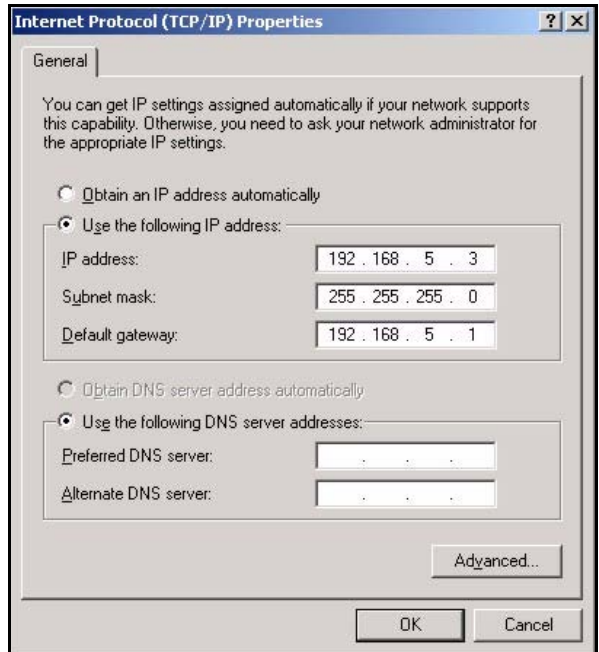 Internet Protocol (TCP/IP) Properties
General
You can get IP settings assigned automatically if your network supports
this capability. Otherwise, you need to ask your network administrator for
the appropriate IP settings.
Obtain an IP address automatically
Use the following IP address:
IP address: 192 . 168 . 5 . 3
Subnet mask: 255 . 255 . 255 . 0
Default gateway: 192 . 168 . 5 . 1
Obtain DNS server address automatically
Use the following DNS server addresses:
Preferred DNS server: . . .
Alternate DNS server: . . .
Advanced...
OK Cancel